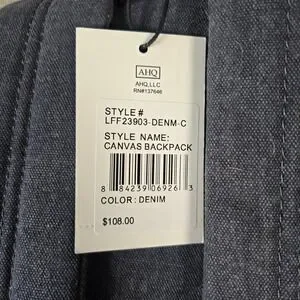 AHQ
AHQ,LLC
RN#137646
STYLE #
LFF23903-DENM-C
STYLE NAME:
CANVAS BACKPACK
8 84239 06926 3
COLOR: DENIM
$108.00